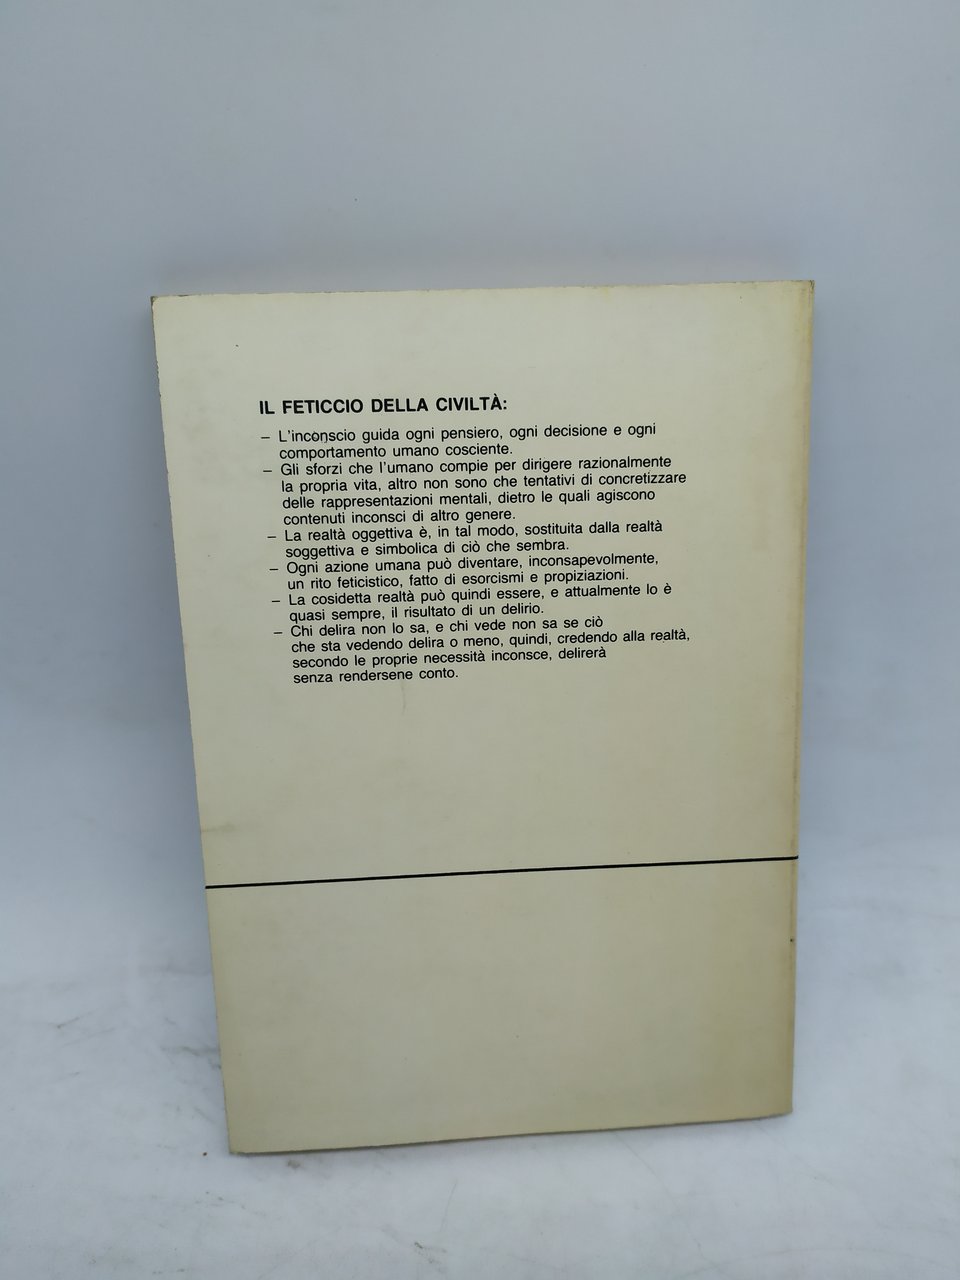 IL FETICCIO DELLA CIVILTÀ:
– L'inconscio guida ogni pensiero, ogni decisione e ogni
comportamento umano cosciente.
– Gli sforzi che l'umano compie per dirigere razionalmente
la propria vita, altro non sono che tentativi di concretizzare
delle rappresentazioni mentali, dietro le quali agiscono
contenuti inconsci di altro genere.
– La realtà oggettiva è, in tal modo, sostituita dalla realtà
soggettiva e simbolica di ciò che sembra.
– Ogni azione umana può diventare, inconsapevolmente,
un rito feticistico, fatto di esorcismi e propiziazioni.
– La cosidetta realtà può quindi essere, e attualmente lo è
quasi sempre, il risultato di un delirio.
– Chi delira non lo sa, e chi vede non sa se ciò
che sta vedendo delira o meno, quindi, credendo alla realtà,
secondo le proprie necessità inconsce, delirerà
senza rendersene conto.